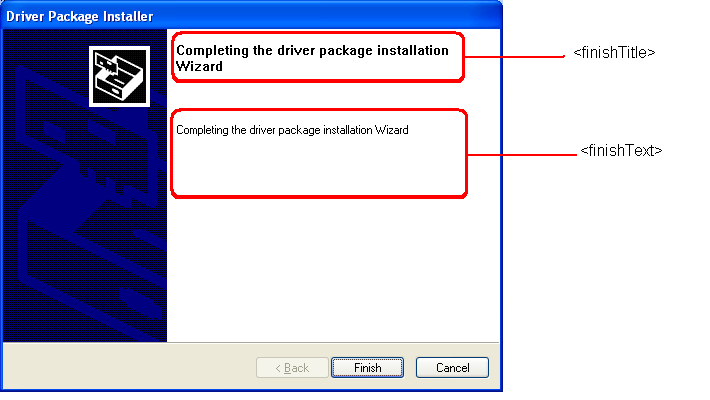 Driver Package Installer
Completing the driver package installation
Wizard
<finishTitle>
Completing the driver package installation Wizard
<finishText>
< Back
Finish
Cancel